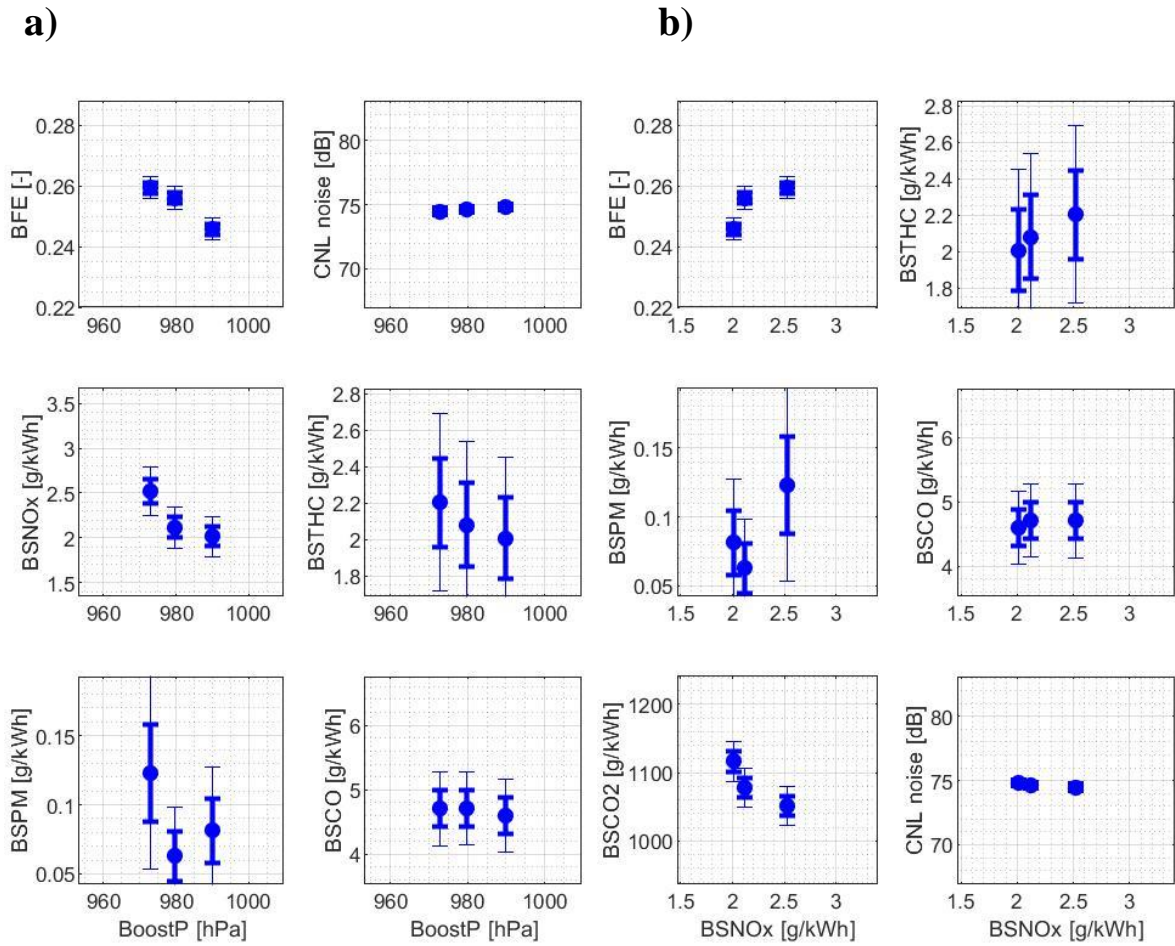 a)
b)
0.28
0.26
0.24
0.22
BFE [-]
960 980 1000
80
75
70
CNL noise [dB]
960 980 1000
0.28
0.26
0.24
0.22
BFE [-]
1.5 2 2.5 3
2.8
2.6
2.4
2.2
2
1.8
BSTHC [g/kWh]
1.5 2 2.5 3
3.5
3
2.5
2
1.5
BSNOx [g/kWh]
960 980 1000
2.8
2.6
2.4
2.2
2
1.8
BSTHC [g/kWh]
960 980 1000
0.15
0.1
0.05
BSPM [g/kWh]
1.5 2 2.5 3
6
5
4
BSCO [g/kWh]
1.5 2 2.5 3
0.15
0.1
0.05
BSPM [g/kWh]
960 980 1000
BoostP [hPa]
6
5
4
BSCO [g/kWh]
960 980 1000
BoostP [hPa]
1200
1100
1000
BSCO2 [g/kWh]
1.5 2 2.5 3
BSNOx [g/kWh]
80
75
70
CNL noise [dB]
1.5 2 2.5 3
BSNOx [g/kWh]